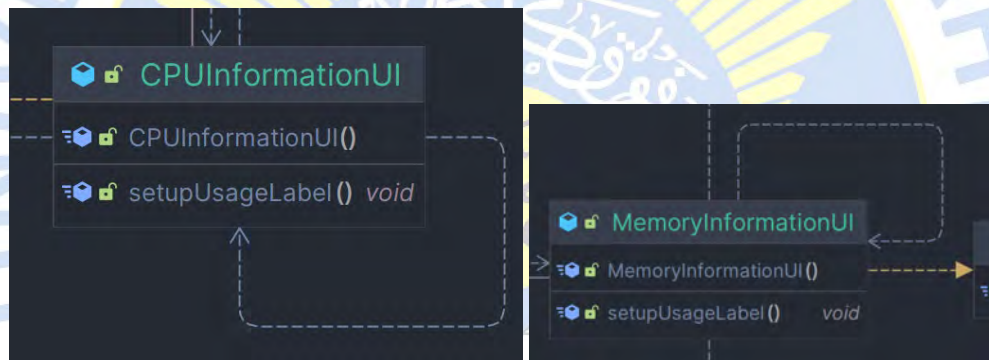 CPUInformationUI
CPUInformationUI()
setupUsageLabel() void
MemoryInformationUI
MemoryInformationUI()
setupUsageLabel() void